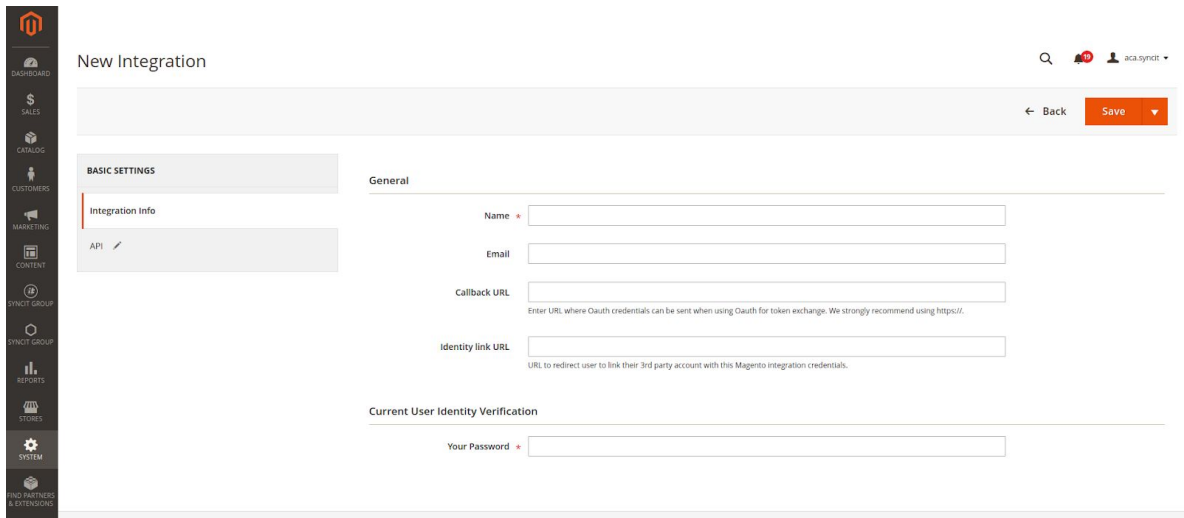 New Integration
19
aca.syncit
← Back
Save
DASHBOARD
$
SALES
CATALOG
CUSTOMERS
MARKETING
CONTENT
it
SYNCIT GROUP
SYNCIT GROUP
REPORTS
STORES
SYSTEM
FIND PARTNERS
& EXTENSIONS
BASIC SETTINGS
Integration Info
API
General
Name *
Email
Callback URL
Enter URL where Oauth credentials can be sent when using Oauth for token exchange. We strongly recommend using https://.
Identity link URL
URL to redirect user to link their 3rd party account with this Magento integration credentials.
Current User Identity Verification
Your Password *